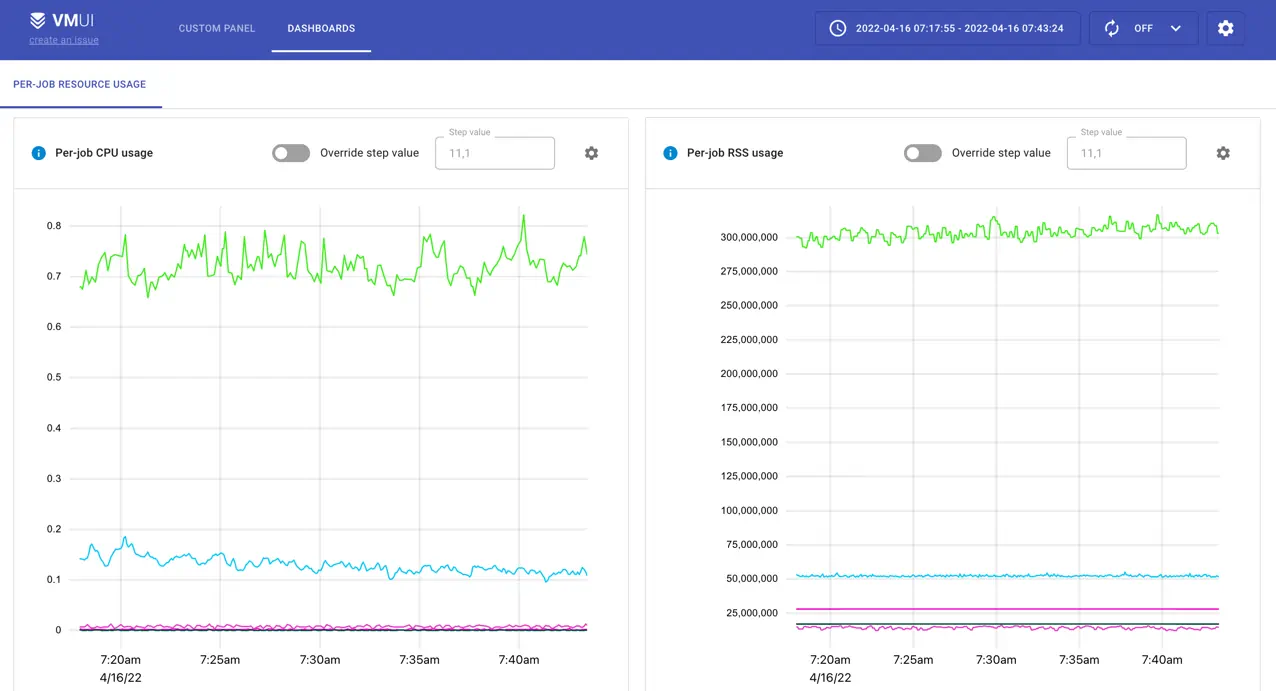 VMUI
create an issue
CUSTOM PANEL
DASHBOARDS
2022-04-16 07:17:55 - 2022-04-16 07:43:24
OFF
PER-JOB RESOURCE USAGE
Per-job CPU usage
Override step value
Step value
11,1
0.8
0.7
0.6
0.5
0.4
0.3
0.2
0.1
0
7:20am
7:25am
7:30am
7:35am
7:40am
4/16/22
Per-job RSS usage
Override step value
Step value
11,1
300,000,000
275,000,000
250,000,000
225,000,000
200,000,000
175,000,000
150,000,000
125,000,000
100,000,000
75,000,000
50,000,000
25,000,000
7:20am
7:25am
7:30am
7:35am
7:40am
4/16/22